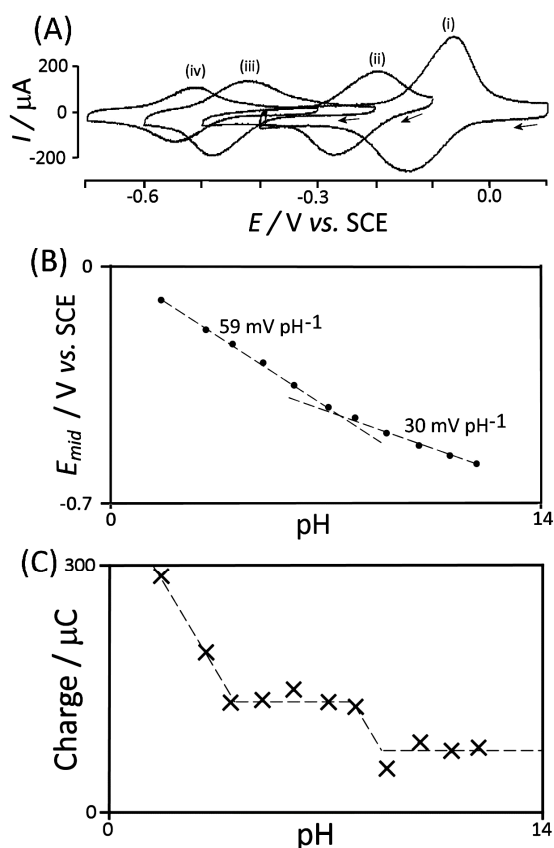 (A)
(i)
(ii)
(iii)
(iv)
200
0
-200
I / µA
-0.6
-0.3
0.0
E / V vs. SCE
(B)
0
59 mV pH-1
30 mV pH-1
Emid / V vs. SCE
-0.7
0
pH
14
(C)
300
Charge / µC
0
0
pH
14